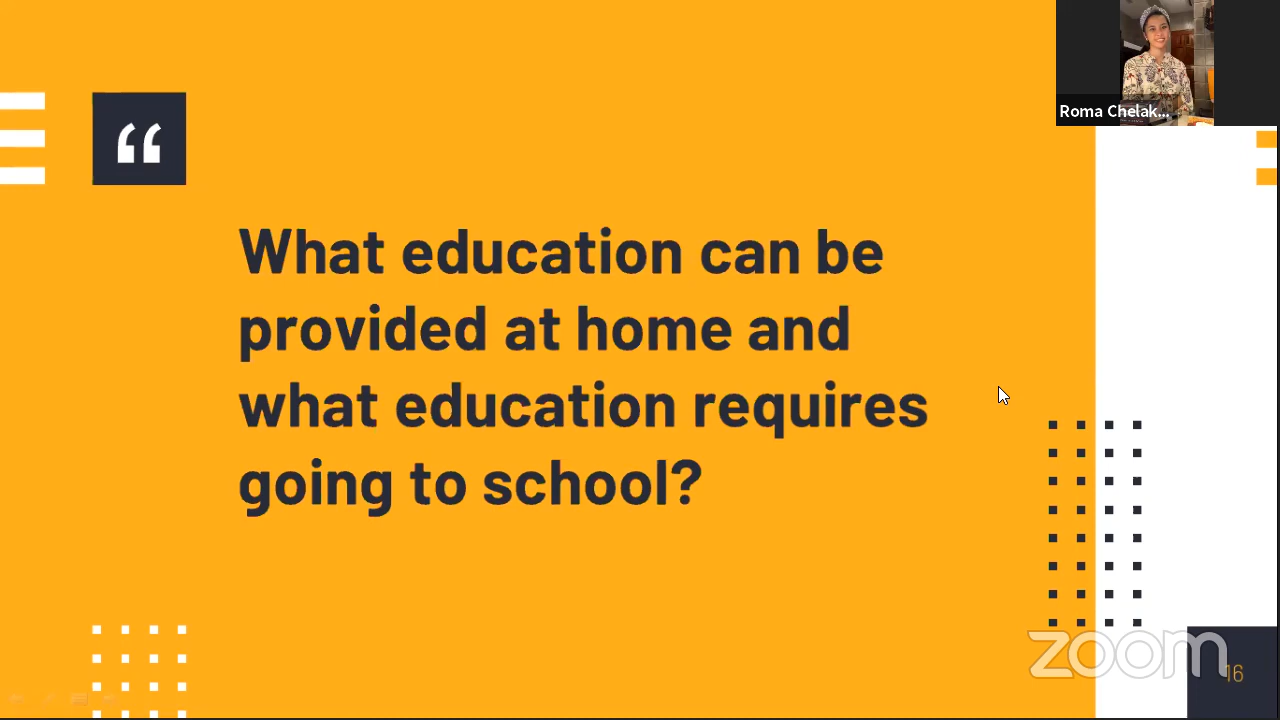 Roma Chelak...
“
What education can be
provided at home and
what education requires
going to school?
zoom
16